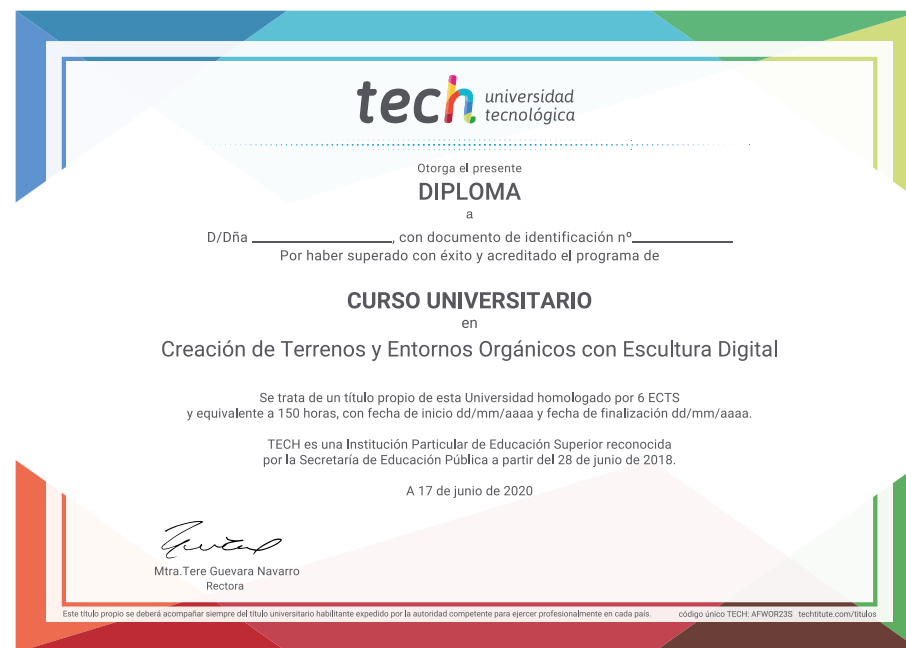 tech universidad
tecnológica
Otorga el presente
DIPLOMA
a
D/Dña ____________________, con documento de identificación nº______________
Por haber superado con éxito y acreditado el programa de
CURSO UNIVERSITARIO
en
Creación de Terrenos y Entornos Orgánicos con Escultura Digital
Se trata de un título propio de esta Universidad homologado por 6 ECTS
y equivalente a 150 horas, con fecha de inicio dd/mm/aaaa y fecha de finalización dd/mm/aaaa.
TECH es una Institución Particular de Educación Superior reconocida
por la Secretaría de Educación Pública a partir del 28 de junio de 2018.
A 17 de junio de 2020
Mtra.Tere Guevara Navarro
Rectora
Este título propio se deberá acompañar siempre del título universitario habilitante expedido por la autoridad competente para ejercer profesionalmente en cada país. código único TECH: AFWOR23S techtitute.com/titulos